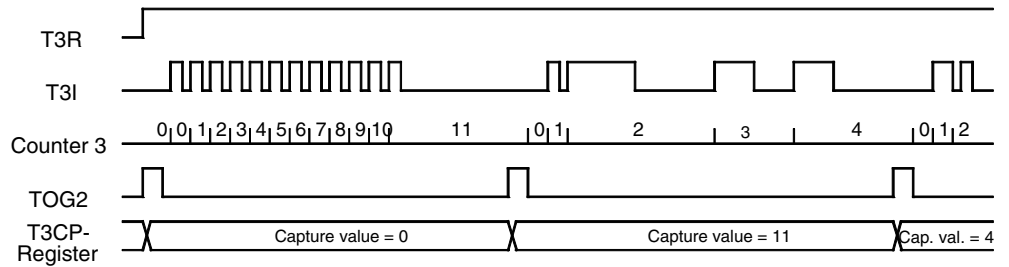 T3R
T3I
Counter 3
0 0 1 2 3 4 5 6 7 8 9 10 11 0 1 2 3 4 0 1 2
TOG2
T3CP-
Register
Capture value = 0 Capture value = 11 Cap. val. = 4